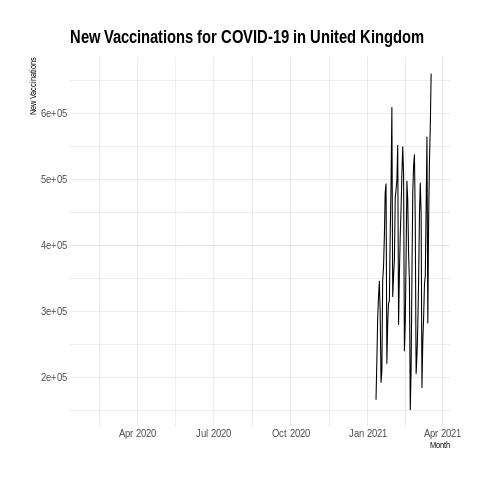 New Vaccinations for COVID-19 in United Kingdom
New Vaccinations
6e+05
5e+05
4e+05
3e+05
2e+05
Apr 2020 Jul 2020 Oct 2020 Jan 2021 Apr 2021
Month